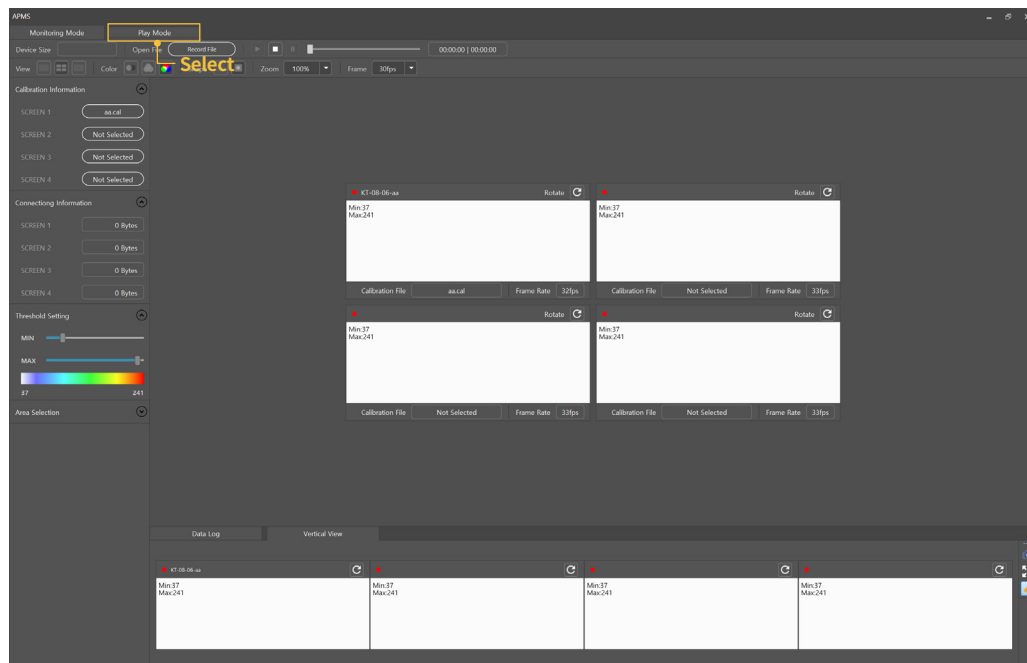 APMS
Monitoring Mode Play Mode
Device Size Open File Record File 00:00:00 | 00:00:00
Select
View Color Zoom 100% Frame 30fps
Calibration Information
SCREEN 1 aa.cal
SCREEN 2 Not Selected
SCREEN 3 Not Selected
SCREEN 4 Not Selected
Connectiong Information
SCREEN 1 0 Bytes
SCREEN 2 0 Bytes
SCREEN 3 0 Bytes
SCREEN 4 0 Bytes
Threshold Setting
MIN
MAX
37 241
Area Selection
KT-08-06-aa Rotate Rotate
Min:37 Min:37
Max:241 Max:241
Calibration File aa.cal Frame Rate 32fps Calibration File Not Selected Frame Rate 33fps
Rotate Rotate
Min:37 Min:37
Max:241 Max:241
Calibration File Not Selected Frame Rate 33fps Calibration File Not Selected Frame Rate 33fps
Data Log Vertical View
KT-08-06-aa
Min:37 Min:37 Min:37 Min:37
Max:241 Max:241 Max:241 Max:241